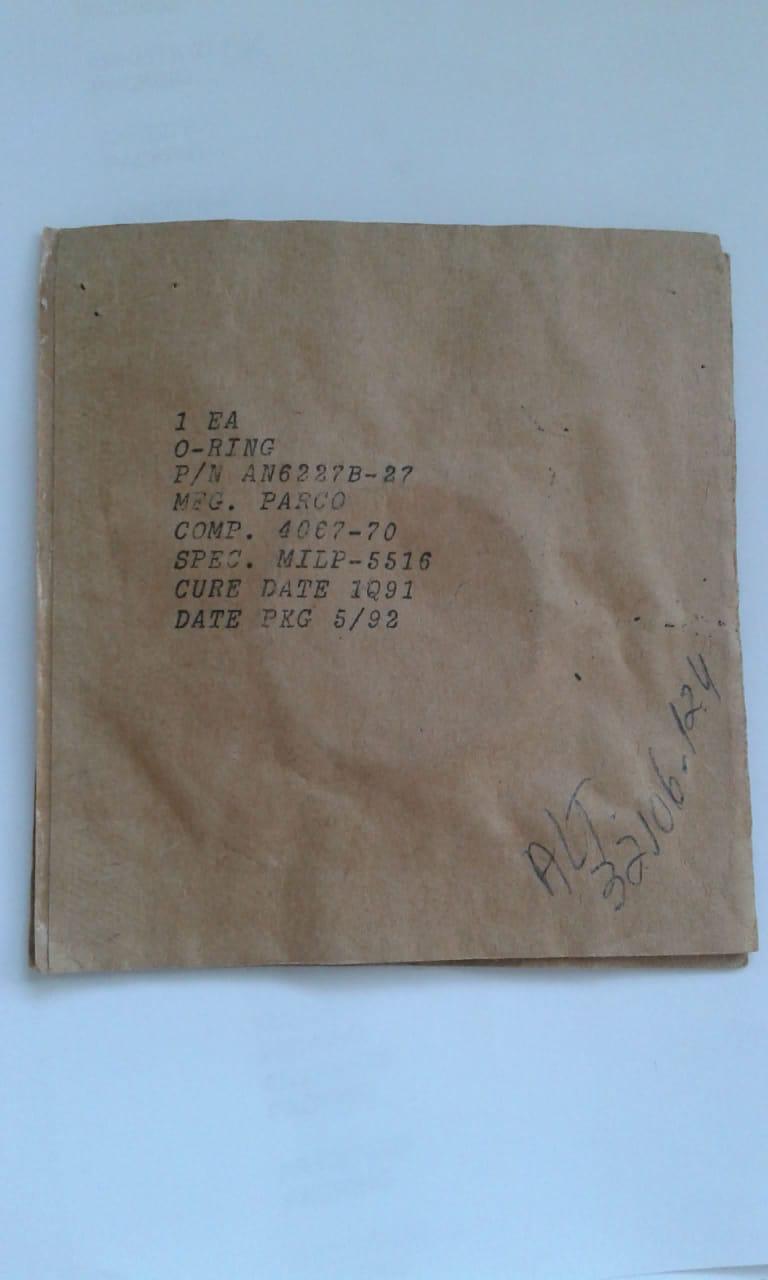 1 EA
O-RING
P/N AN6227B-27
MFG. PARCO
COMP. 4067-70
SPEC. MILP-5516
CURE DATE 1Q91
DATE PKG 5/92
ALT.
32106-124